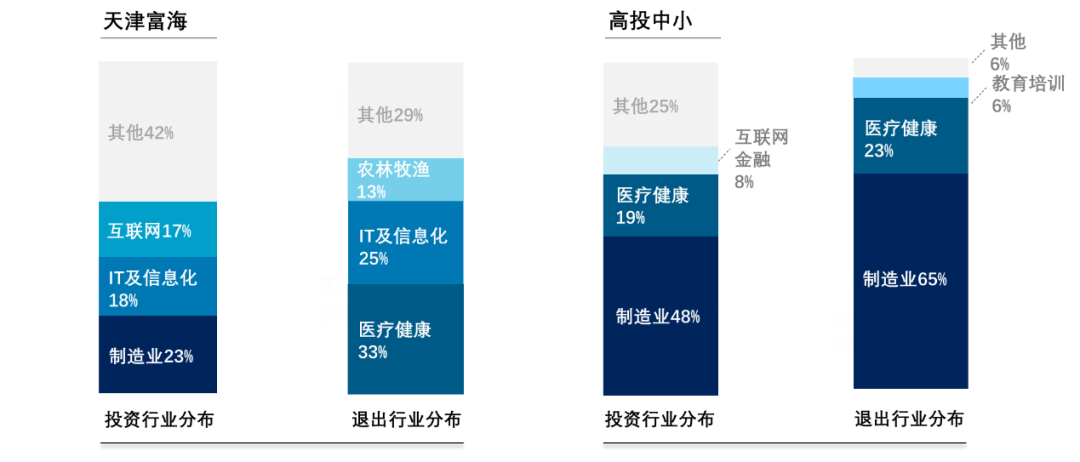 天津富海
其他42%
互联网17%
IT及信息化
18%
制造业23%
投资行业分布
其他29%
农林牧渔
13%
IT及信息化
25%
医疗健康
33%
退出行业分布
高投中小
其他25%
互联网
金融
8%
医疗健康
19%
制造业48%
投资行业分布
其他
6%
教育培训
6%
医疗健康
23%
制造业65%
退出行业分布